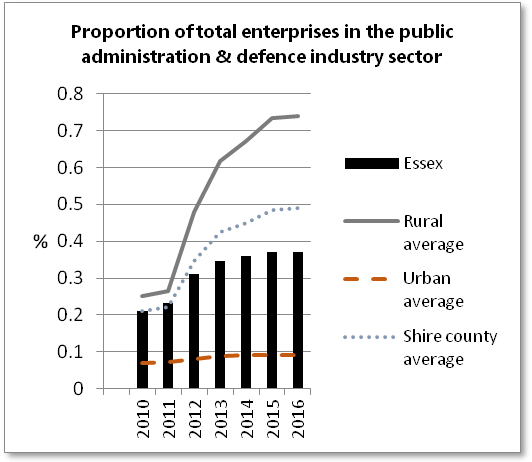 Proportion of total enterprises in the public
administration & defence industry sector
0.8
0.7
0.6
0.5
0.4
0.3
0.2
0.1
0
%
2010
2011
2012
2013
2014
2015
2016
Essex
Rural
average
Urban
average
Shire county
average